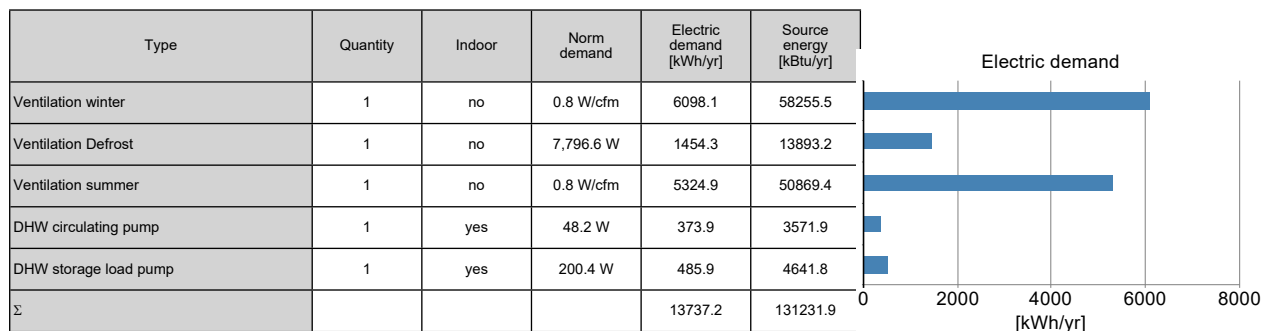 Type Quantity Indoor Norm demand Electric demand [kWh/yr] Source energy [kBtu/yr]
Ventilation winter 1 no 0.8 W/cfm 6098.1 58255.5
Ventilation Defrost 1 no 7,796.6 W 1454.3 13893.2
Ventilation summer 1 no 0.8 W/cfm 5324.9 50869.4
DHW circulating pump 1 yes 48.2 W 373.9 3571.9
DHW storage load pump 1 yes 200.4 W 485.9 4641.8
Σ 13737.2 131231.9
Electric demand
0 2000 4000 6000 8000
[kWh/yr]